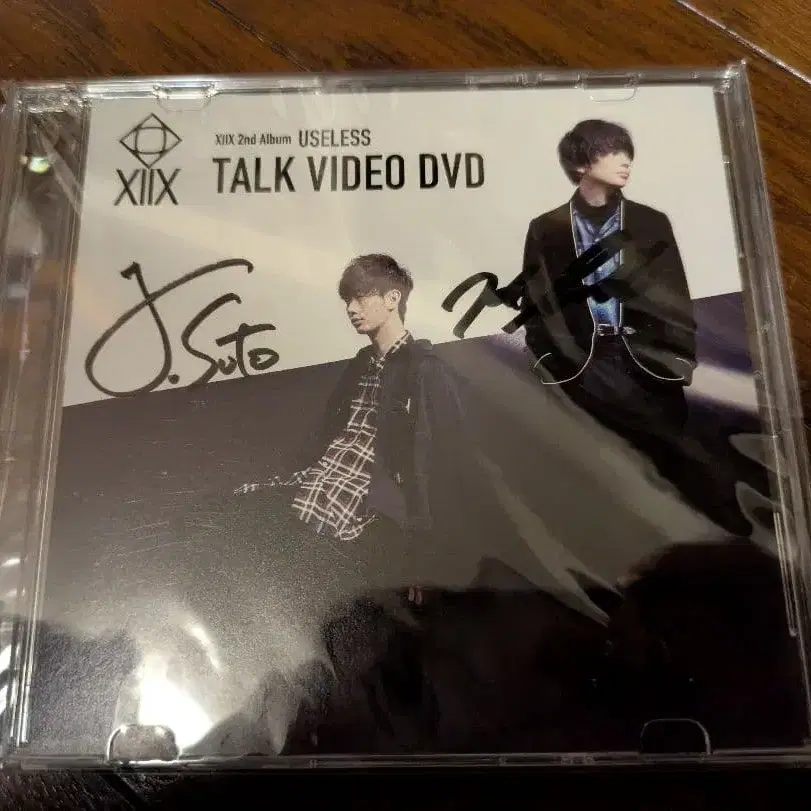 XIIX
XIIX 2nd Album USELESS
TALK VIDEO DVD
J.Suto